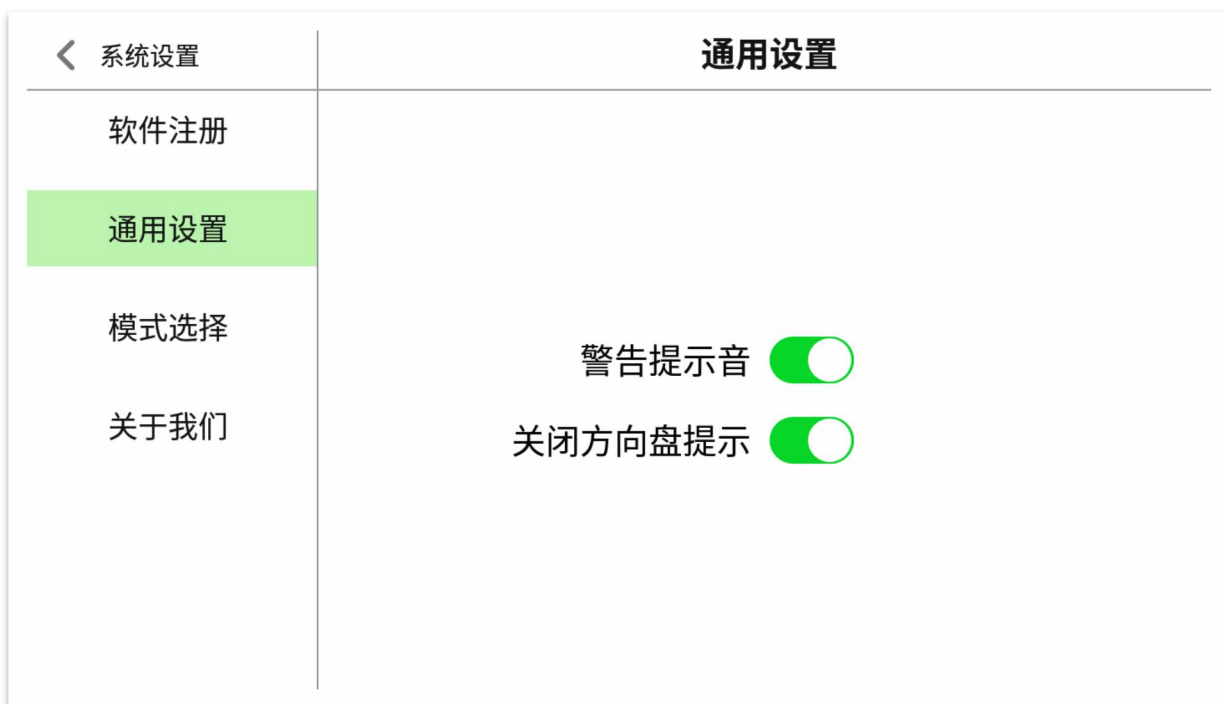 系统设置
通用设置
软件注册
通用设置
模式选择
关于我们
警告提示音
关闭方向盘提示